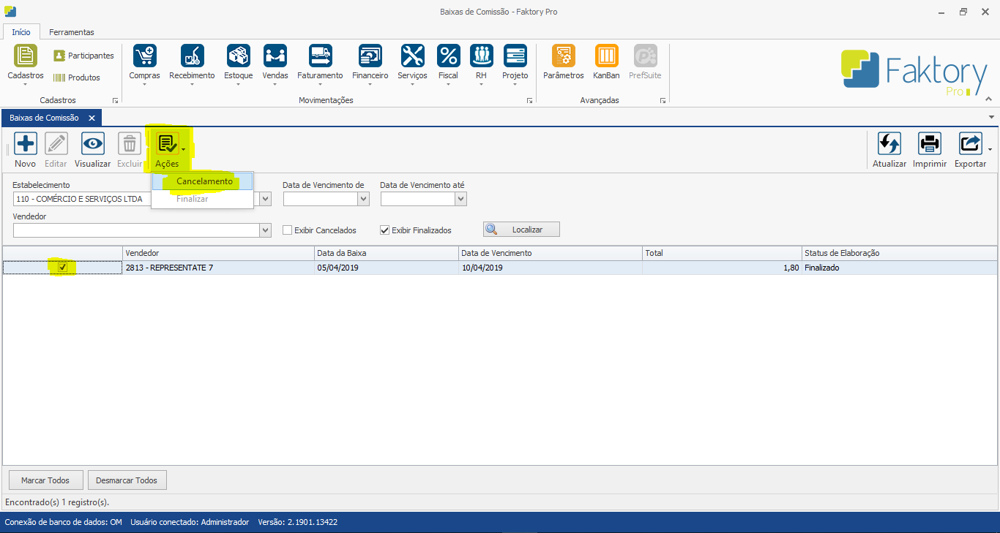 Baixas de Comissão - Faktory Pro
Início Ferramentas
Cadastros Participantes Produtos Compras Recebimento Estoque Vendas Faturamento Financeiro Serviços Fiscal RH Projeto Parâmetros KanBan PrefSuite
Faktory
Pro
Cadastros Movimentações Avançadas
Baixas de Comissão
Novo Editar Visualizar Excluir Ações Atualizar Imprimir Exportar
Cancelamento
Finalizar
Estabelecimento Data de Vencimento de Data de Vencimento até
110 - COMÉRCIO E SERVIÇOS LTDA
Vendedor
Exibir Cancelados Exibir Finalizados Localizar
Vendedor Data da Baixa Data de Vencimento Total Status de Elaboração
2813 - REPRESENTATE 7 05/04/2019 10/04/2019 1,80 Finalizado
Marcar Todos Desmarcar Todos
Encontrado(s) 1 registro(s).
Conexão de banco de dados: OM Usuário conectado: Administrador Versão: 2.1901.13422